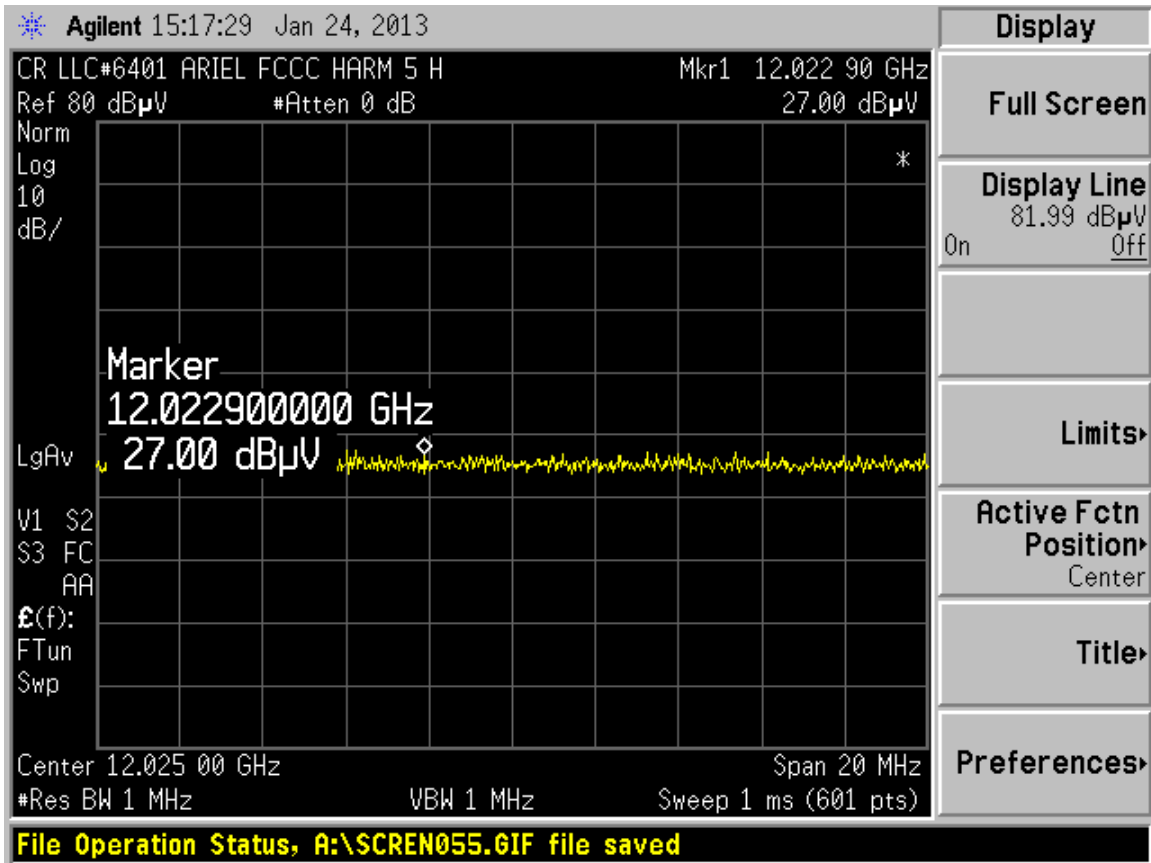 Agilent 15:17:29 Jan 24, 2013
CR LLC#6401 ARIEL FCCC HARM 5 H Mkr1 12.022 90 GHz
Ref 80 dBµV #Atten 0 dB 27.00 dBµV
Norm
Log
10
dB/
*
Marker
12.022900000 GHz
27.00 dBµV
LgAv
V1 S2
S3 FC
AA
£(f):
FTun
Swp
Center 12.025 00 GHz Span 20 MHz
#Res BW 1 MHz VBW 1 MHz Sweep 1 ms (601 pts)
File Operation Status, A:\SCREN055.GIF file saved
Display
Full Screen
Display Line
81.99 dBµV
On Off
Limits
Active Fctn
Position
Center
Title
Preferences